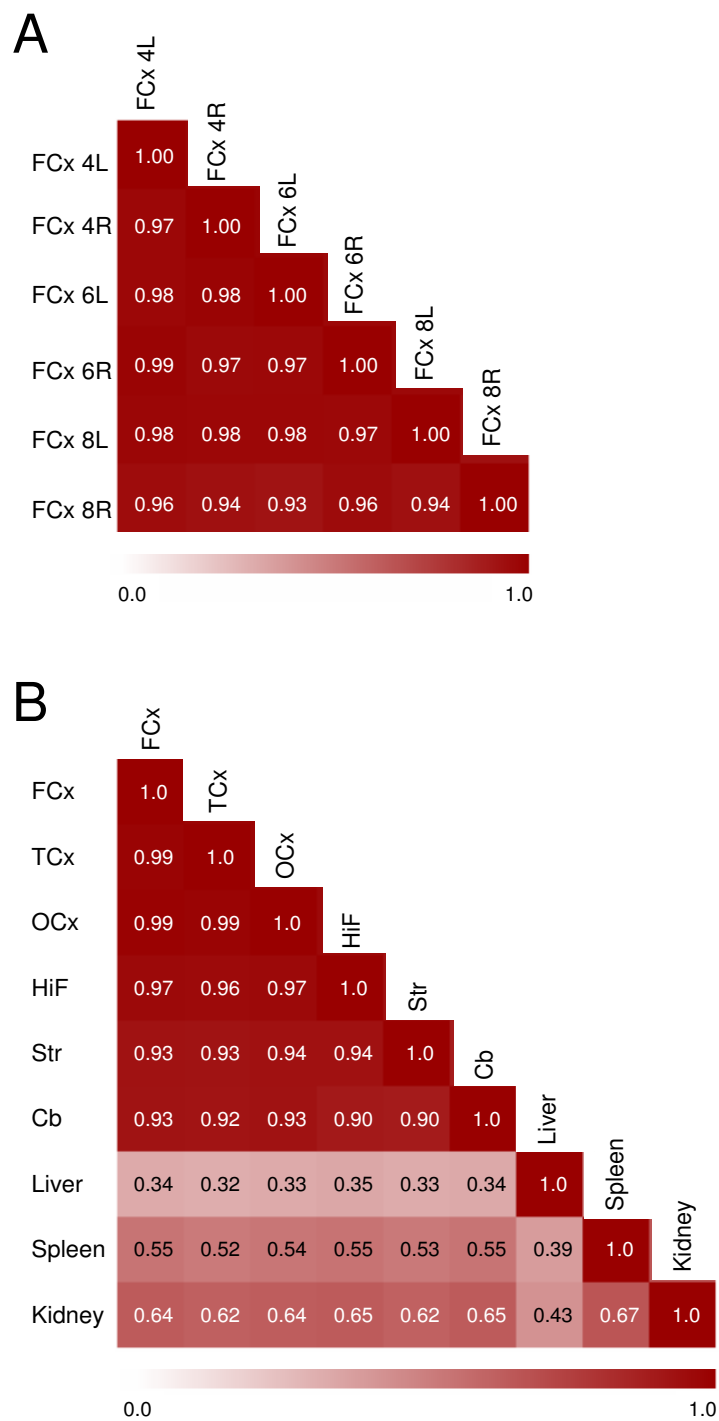 A
FCx 4L
FCx 4R
FCx 6L
FCx 6R
FCx 8L
FCx 8R
FCx 4L 1.00
FCx 4R 0.97 1.00
FCx 6L 0.98 0.98 1.00
FCx 6R 0.99 0.97 0.97 1.00
FCx 8L 0.98 0.98 0.98 0.97 1.00
FCx 8R 0.96 0.94 0.93 0.96 0.94 1.00
0.0 1.0
B
FCx
TCx
OCx
HiF
Str
Cb
Liver
Spleen
Kidney
FCx 1.0
TCx 0.99 1.0
OCx 0.99 0.99 1.0
HiF 0.97 0.96 0.97 1.0
Str 0.93 0.93 0.94 0.94 1.0
Cb 0.93 0.92 0.93 0.90 0.90 1.0
Liver 0.34 0.32 0.33 0.35 0.33 0.34 1.0
Spleen 0.55 0.52 0.54 0.55 0.53 0.55 0.39 1.0
Kidney 0.64 0.62 0.64 0.65 0.62 0.65 0.43 0.67 1.0
0.0 1.0